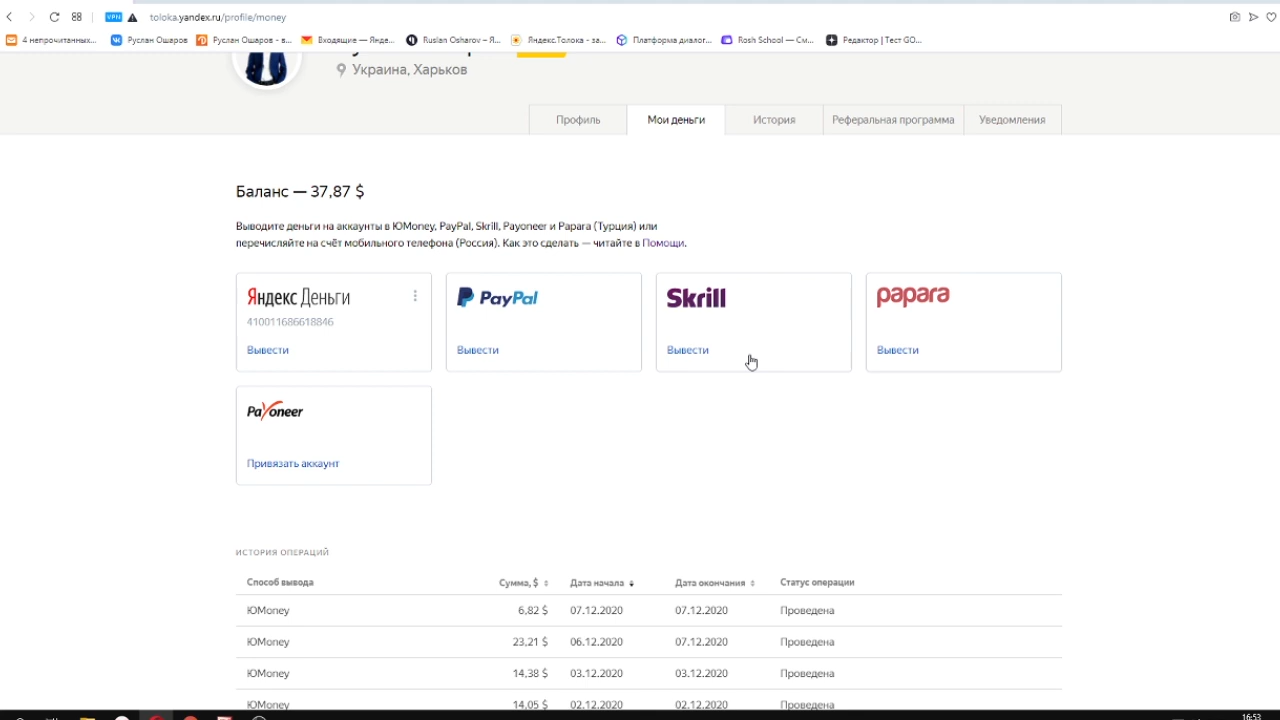 VPN toloka.yandex.ru/profile/money
4 непрочитанных... Руслан Ошаров Руслан Ошаров - в... Входящие — Янде... Ruslan Osharov – Я... Яндекс.Толока - за... Платформа диалог... Rosh School — См... Редактор | Тест GO...
Украина, Харьков
Профиль Мои деньги История Реферальная программа Уведомления
Баланс — 37,87 $
Выводите деньги на аккаунты в ЮMoney, PayPal, Skrill, Payoneer и Papara (Турция) или
перечисляйте на счёт мобильного телефона (Россия). Как это сделать — читайте в Помощи.
Яндекс Деньги PayPal Skrill papara
410011686618846
Вывести Вывести Вывести Вывести
Payoneer
Привязать аккаунт
ИСТОРИЯ ОПЕРАЦИЙ
Способ вывода Сумма, $ Дата начала Дата окончания Статус операции
ЮMoney 6,82 $ 07.12.2020 07.12.2020 Проведена
ЮMoney 23,21 $ 06.12.2020 07.12.2020 Проведена
ЮMoney 14,38 $ 03.12.2020 03.12.2020 Проведена
ЮMoney 14,05 $ 02.12.2020 02.12.2020 Проведена
16:53